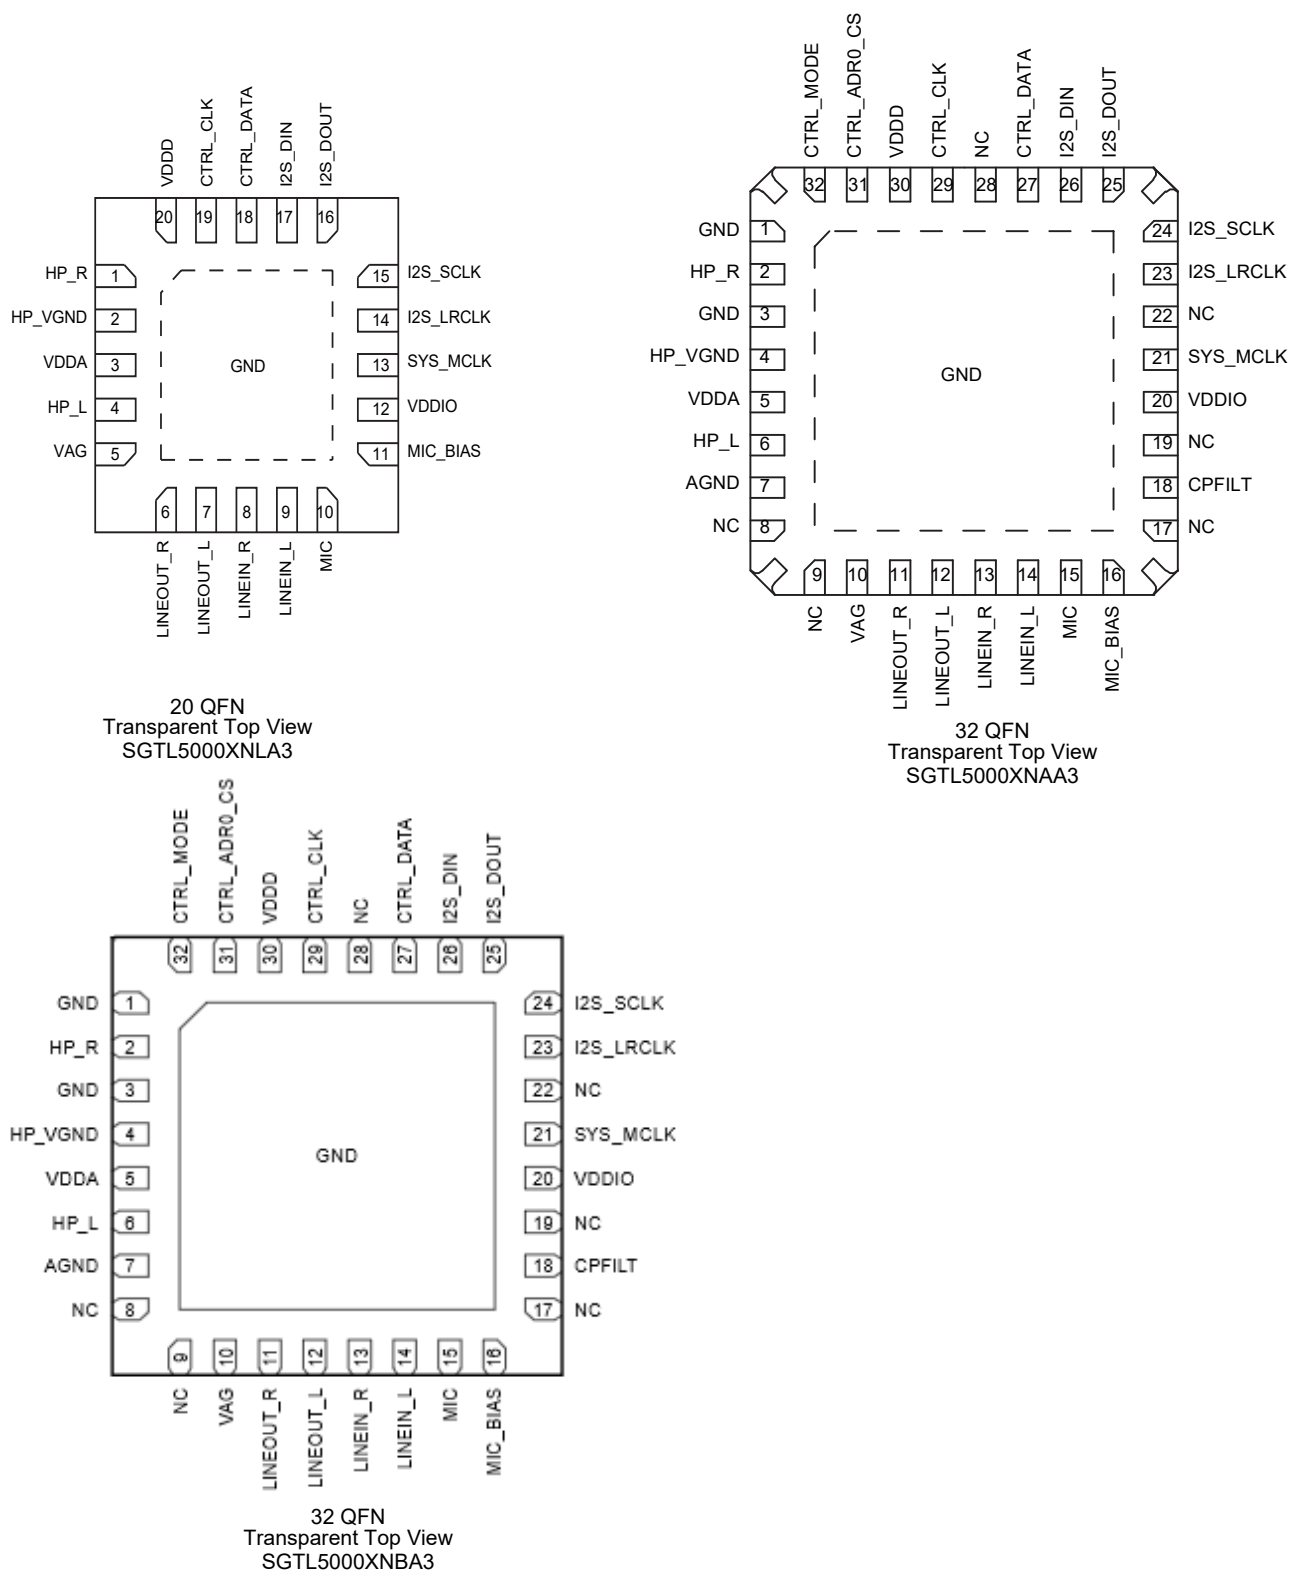 VDDD
CTRL_CLK
CTRL_DATA
I2S_DIN
I2S_DOUT
20
19
18
17
16
HP_R 1
HP_VGND 2
VDDA 3
HP_L 4
VAG 5
GND
15 I2S_SCLK
14 I2S_LRCLK
13 SYS_MCLK
12 VDDIO
11 MIC_BIAS
6
7
8
9
10
LINEOUT_R
LINEOUT_L
LINEIN_R
LINEIN_L
MIC
20 QFN
Transparent Top View
SGTL5000XNLA3
CTRL_MODE
CTRL_ADR0_CS
VDDD
CTRL_CLK
NC
CTRL_DATA
I2S_DIN
I2S_DOUT
32
31
30
29
28
27
26
25
GND 1
HP_R 2
GND 3
HP_VGND 4
VDDA 5
HP_L 6
AGND 7
NC 8
GND
24 I2S_SCLK
23 I2S_LRCLK
22 NC
21 SYS_MCLK
20 VDDIO
19 NC
18 CPFILT
17 NC
9
10
11
12
13
14
15
16
NC
VAG
LINEOUT_R
LINEOUT_L
LINEIN_R
LINEIN_L
MIC
MIC_BIAS
32 QFN
Transparent Top View
SGTL5000XNAA3
CTRL_MODE
CTRL_ADR0_CS
VDDD
CTRL_CLK
NC
CTRL_DATA
I2S_DIN
I2S_DOUT
32
31
30
29
28
27
26
25
GND 1
HP_R 2
GND 3
HP_VGND 4
VDDA 5
HP_L 6
AGND 7
NC 8
GND
24 I2S_SCLK
23 I2S_LRCLK
22 NC
21 SYS_MCLK
20 VDDIO
19 NC
18 CPFILT
17 NC
9
10
11
12
13
14
15
16
NC
VAG
LINEOUT_R
LINEOUT_L
LINEIN_R
LINEIN_L
MIC
MIC_BIAS
32 QFN
Transparent Top View
SGTL5000XNBA3